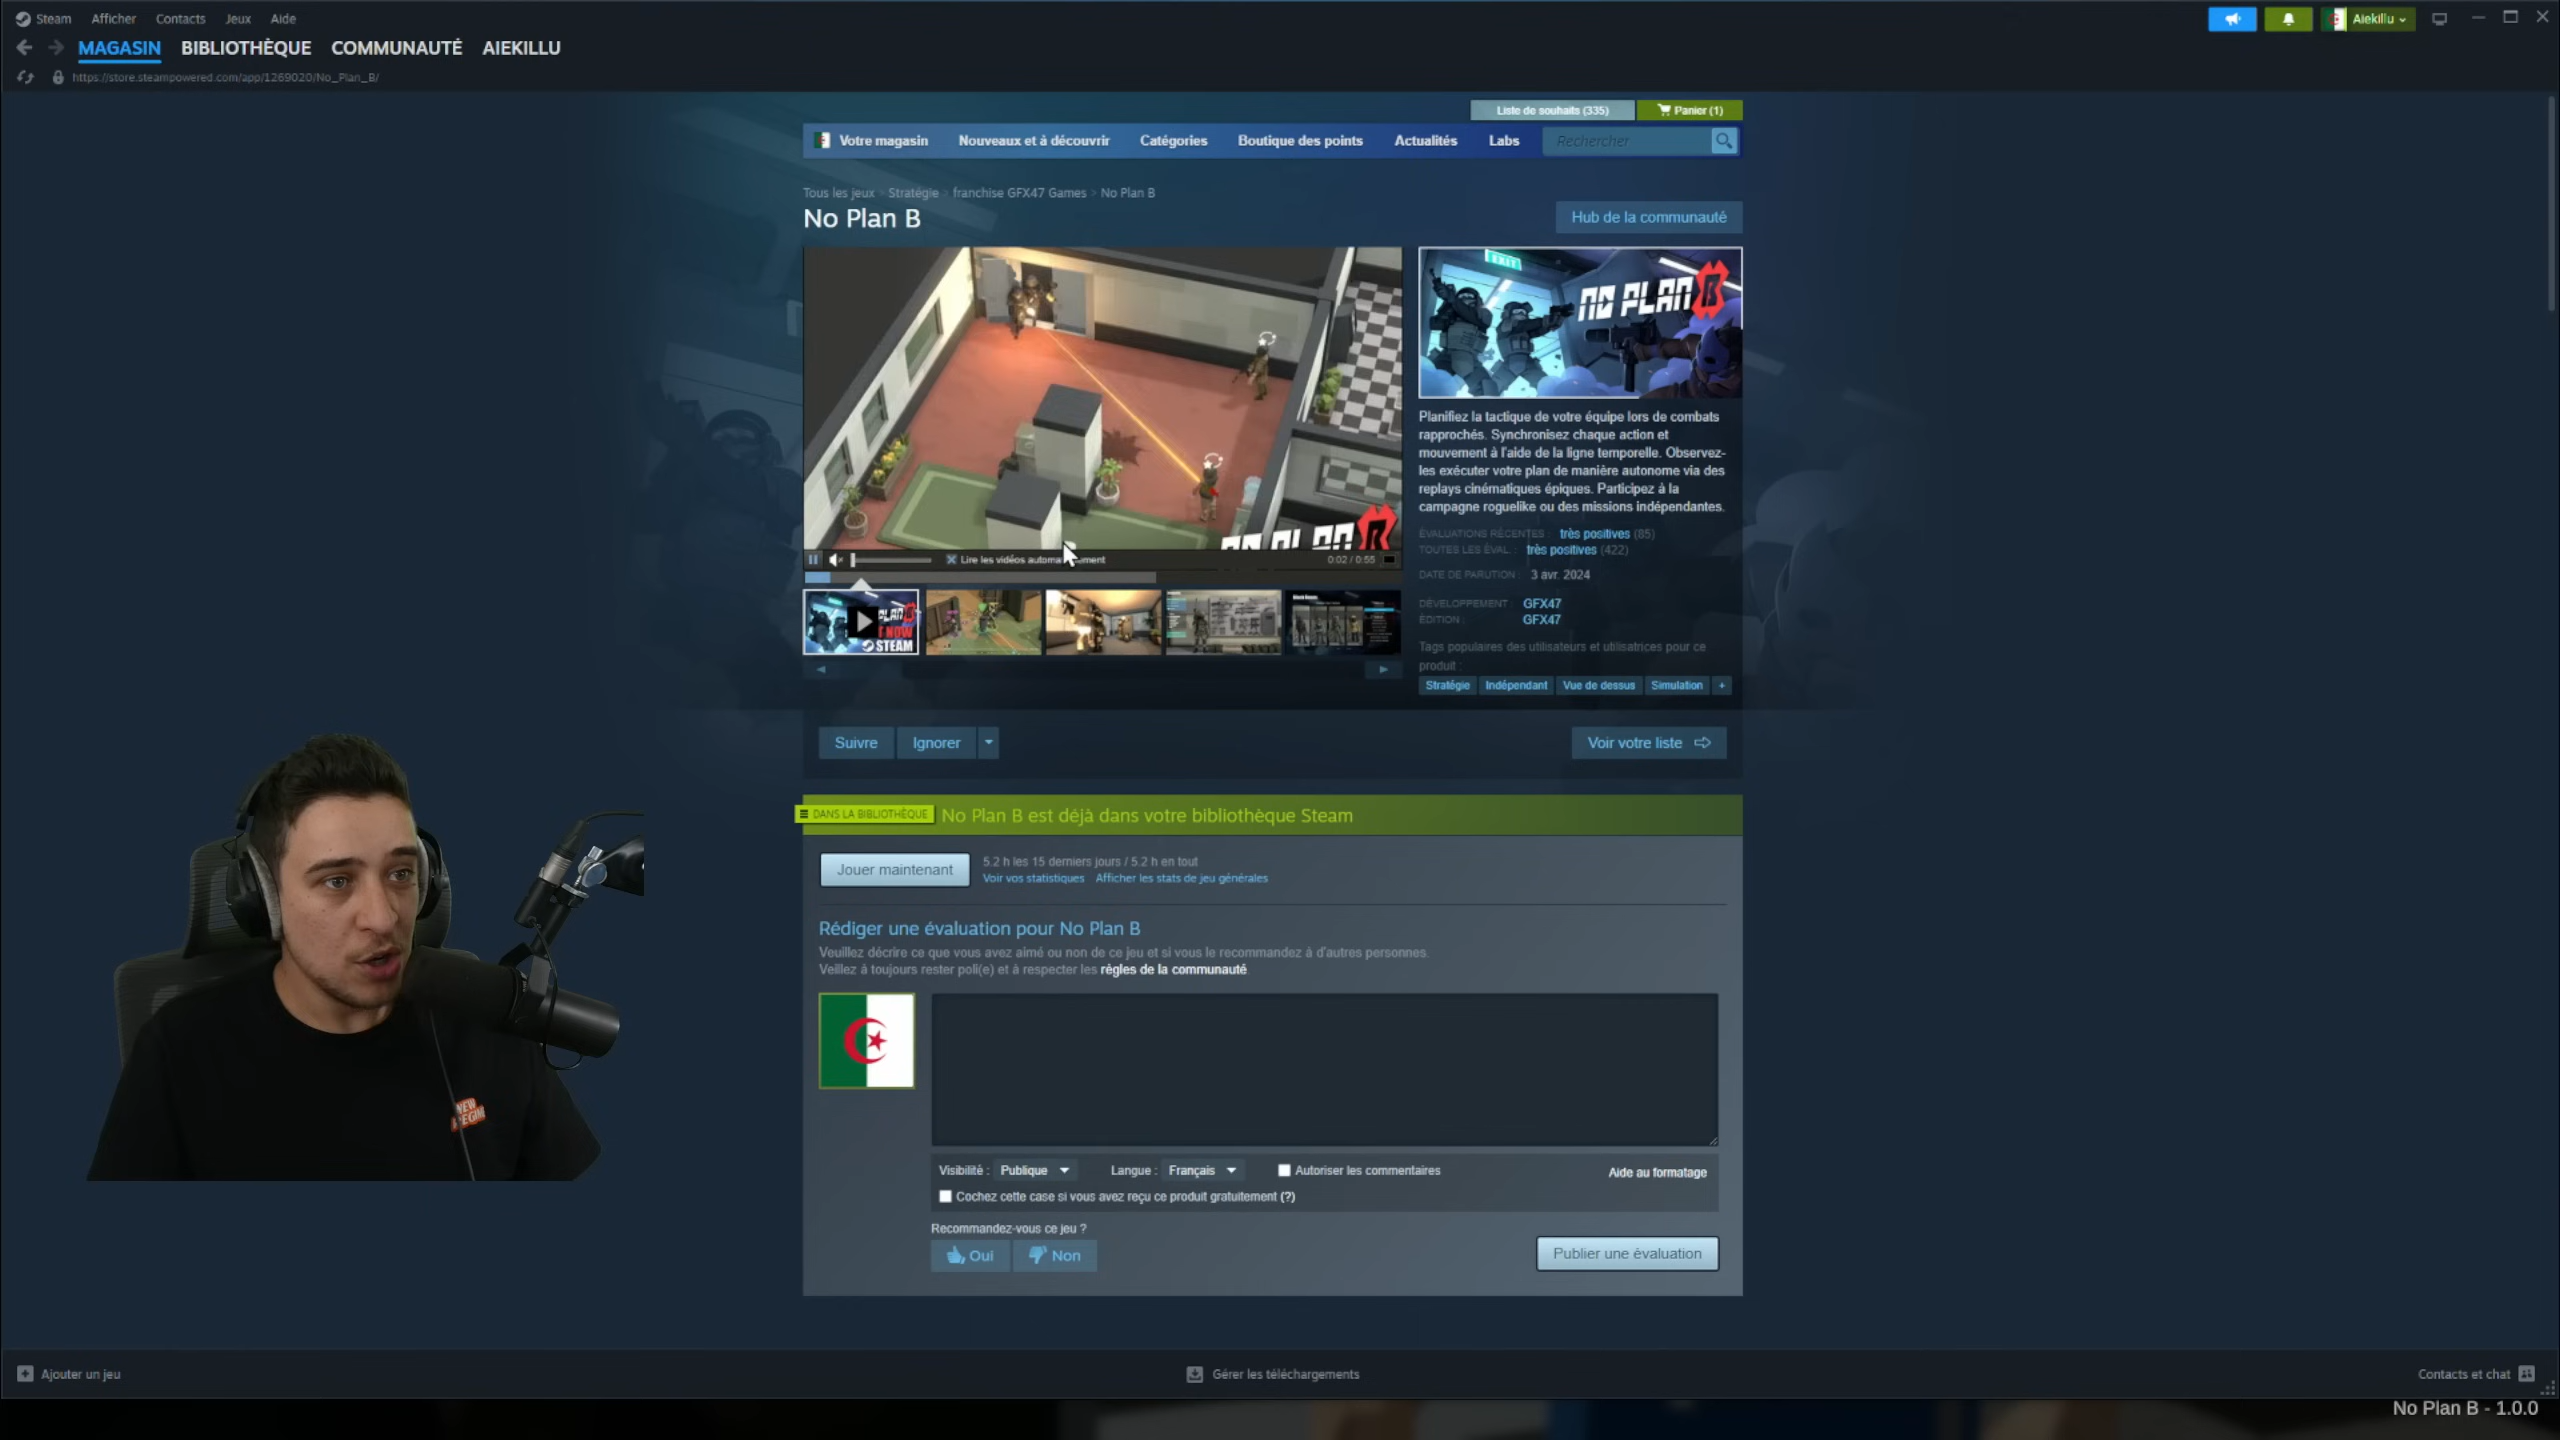 Steam Afficher Contacts Jeux Aide
Aiekillu
MAGASIN BIBLIOTHÈQUE COMMUNAUTÉ AIEKILLU
https://store.steampowered.com/app/1269020/No_Plan_B/
Liste de souhaits (335) Panier (1)
Votre magasin Nouveaux et à découvrir Catégories Boutique des points Actualités Labs Rechercher
Tous les jeux > Stratégie > franchise GFX47 Games > No Plan B
No Plan B
Hub de la communauté
EXIT
NO PLAN B
NO PLAN B
Planifiez la tactique de votre équipe lors de combats
rapprochés. Synchronisez chaque action et
mouvement à l'aide de la ligne temporelle. Observez-
les exécuter votre plan de manière autonome via des
replays cinématiques épiques. Participez à la
campagne roguelike ou des missions indépendantes.
ÉVALUATIONS RÉCENTES : très positives (85)
TOUTES LES ÉVAL. : très positives (422)
Lire les vidéos automa ement 0:02 / 0:55
DATE DE PARUTION : 3 avr. 2024
DÉVELOPPEMENT : GFX47
ÉDITION : GFX47
STEAM
Tags populaires des utilisateurs et utilisatrices pour ce
produit :
Stratégie Indépendant Vue de dessus Simulation +
Suivre Ignorer Voir votre liste
DANS LA BIBLIOTHÈQUE No Plan B est déjà dans votre bibliothèque Steam
Jouer maintenant
5.2 h les 15 derniers jours / 5.2 h en tout
Voir vos statistiques Afficher les stats de jeu générales
Rédiger une évaluation pour No Plan B
Veuillez décrire ce que vous avez aimé ou non de ce jeu et si vous le recommandez à d'autres personnes.
Veillez à toujours rester poli(e) et à respecter les règles de la communauté.
NEW
Visibilité : Publique Langue : Français Autoriser les commentaires Aide au formatage
Cochez cette case si vous avez reçu ce produit gratuitement (?)
Recommandez-vous ce jeu ?
Oui Non Publier une évaluation
Ajouter un jeu Gérer les téléchargements Contacts et chat
No Plan B - 1.0.0